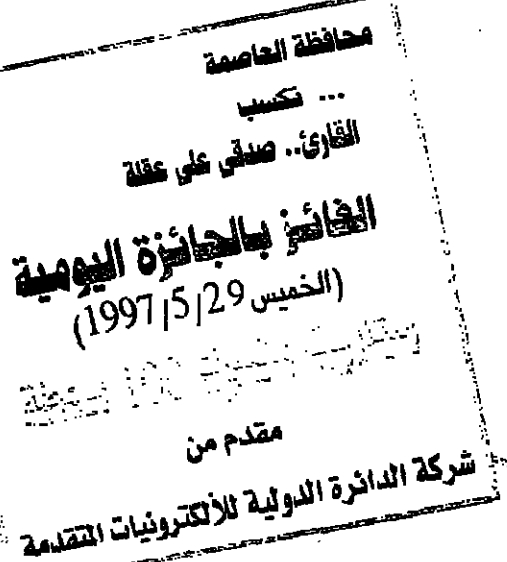 محافظة العاصمة
... تكسب
القارئ.. صدقي علي عقلة
الفائز بالجائزة اليومية
(الخميس 1997/5/29)
مقدم من
شركة الدائرة الدولية للألكترونيات المتقدمة